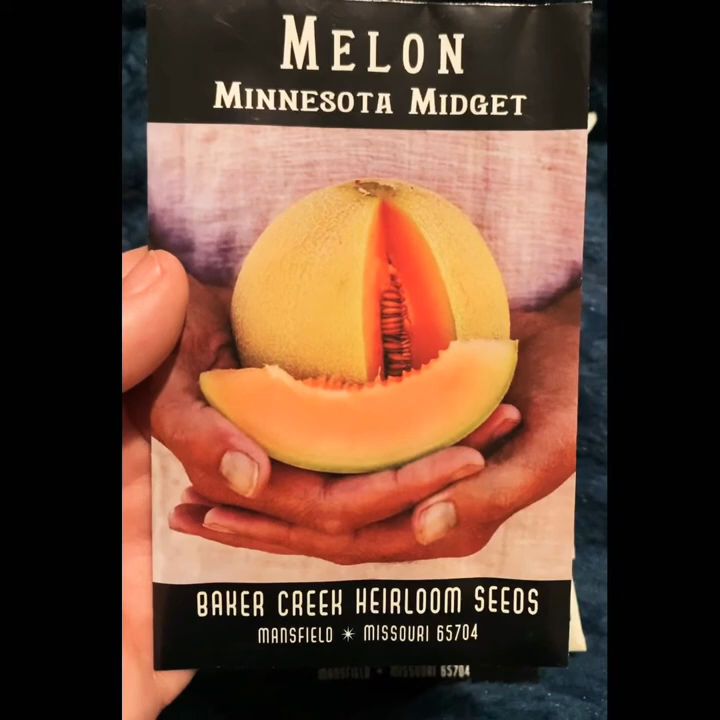 MELON
MINNESOTA MIDGET
BAKER CREEK HEIRLOOM SEEDS
MANSFIELD ✴ MISSOURI 65704
MANSFIELD • MISSOURI 65704